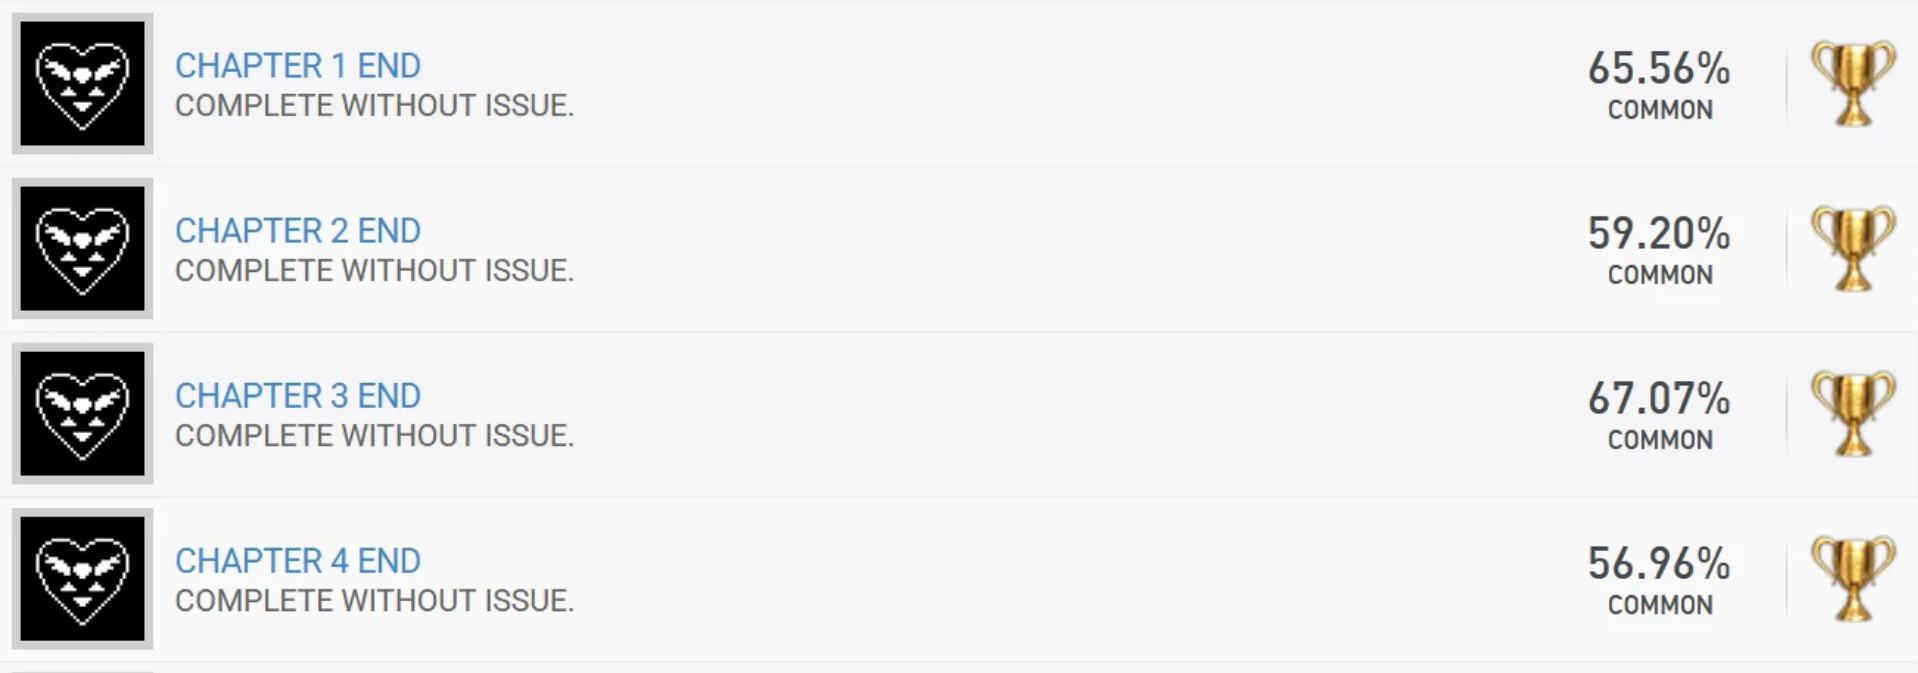 CHAPTER 1 END
COMPLETE WITHOUT ISSUE.
65.56%
COMMON
CHAPTER 2 END
COMPLETE WITHOUT ISSUE.
59.20%
COMMON
CHAPTER 3 END
COMPLETE WITHOUT ISSUE.
67.07%
COMMON
CHAPTER 4 END
COMPLETE WITHOUT ISSUE.
56.96%
COMMON